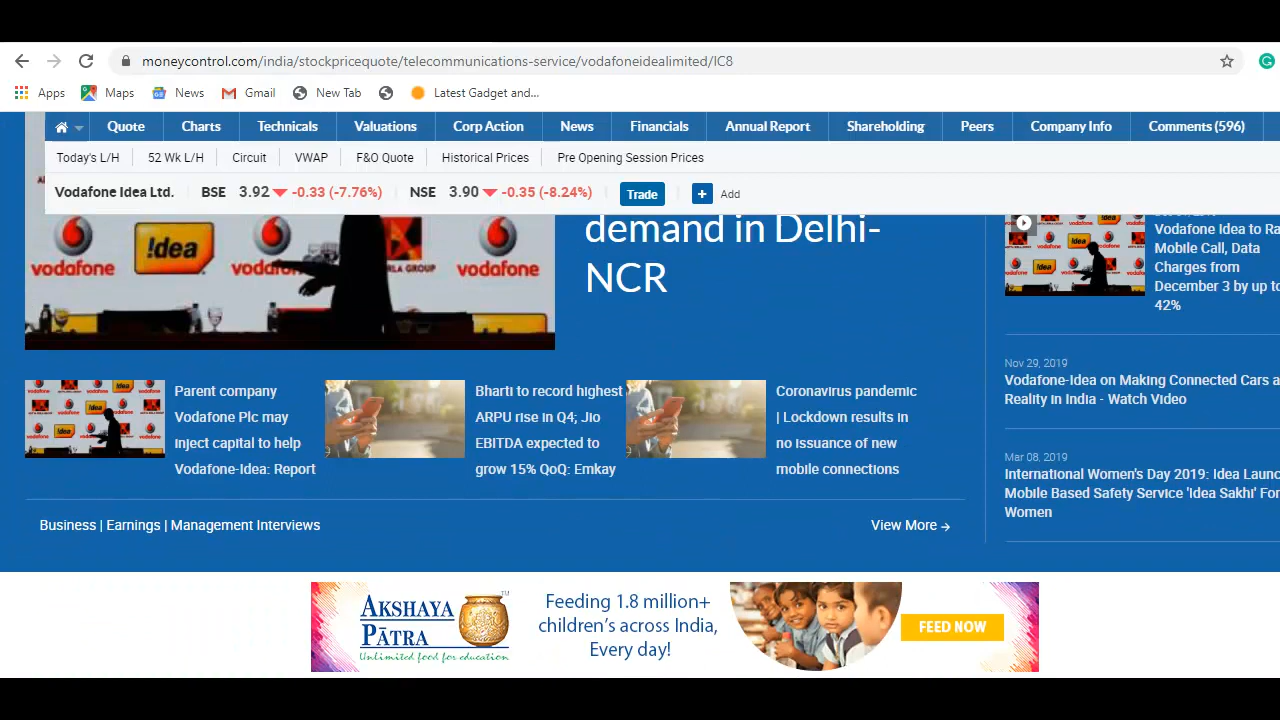 moneycontrol.com/india/stockpricequote/telecommunications-service/vodafoneidealimited/IC8
Apps Maps News Gmail New Tab Latest Gadget and...
Quote Charts Technicals Valuations Corp Action News Financials Annual Report Shareholding Peers Company Info Comments (596)
Today's L/H 52 Wk L/H Circuit VWAP F&O Quote Historical Prices Pre Opening Session Prices
Vodafone Idea Ltd. BSE 3.92 -0.33 (-7.76%) NSE 3.90 -0.35 (-8.24%) Trade + Add
vodafone
!dea
vodafone
demand in Delhi-
NCR
Vodafone Idea to Ra
Mobile Call, Data
Charges from
December 3 by up to
42%
Parent company
Vodafone Plc may
inject capital to help
Vodafone-Idea: Report
Bharti to record highest
ARPU rise in Q4; Jio
EBITDA expected to
grow 15% QoQ: Emkay
Coronavirus pandemic
| Lockdown results in
no issuance of new
mobile connections
Nov 29, 2019
Vodafone-Idea on Making Connected Cars a
Reality in India - Watch Video
Mar 08, 2019
International Women's Day 2019: Idea Launc
Mobile Based Safety Service 'Idea Sakhi' For
Women
Business | Earnings | Management Interviews
View More →
AKSHAYA
PĀTRA
TM
Unlimited food for education
Feeding 1.8 million+
children's across India,
Every day!
FEED NOW